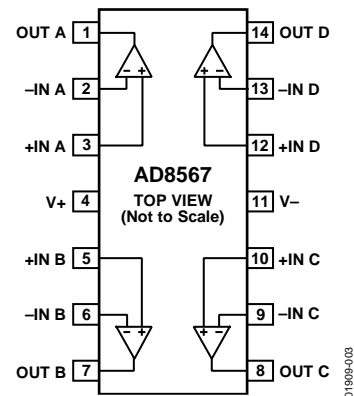 OUT A 1 14 OUT D
–IN A 2 – + + – 13 –IN D
+IN A 3 12 +IN D
AD8567
V+ 4 TOP VIEW 11 V–
(Not to Scale)
+IN B 5 10 +IN C
–IN B 6 – + + – 9 –IN C
OUT B 7 8 OUT C
01909-003